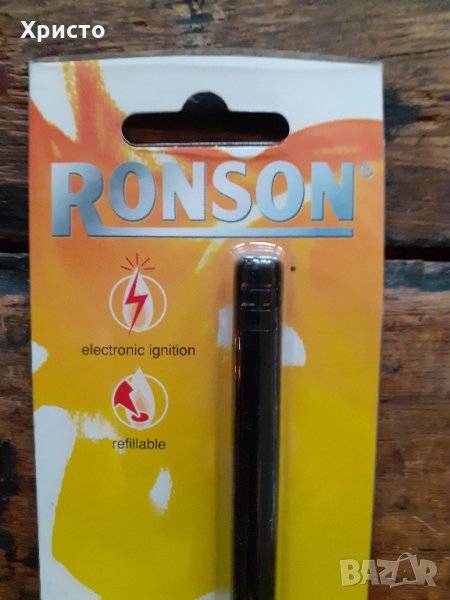 Христо
RONSON®
electronic ignition
refillable
BAZAR